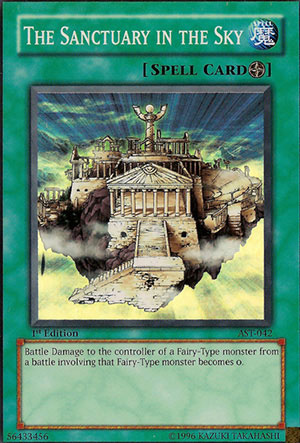 THE SANCTUARY IN THE SKY
魔
[SPELL CARD]
1st Edition
AST-042
Battle Damage to the controller of a Fairy-Type monster from
a battle involving that Fairy-Type monster becomes 0.
56433456
©1996 KAZUKI TAKAHASHI